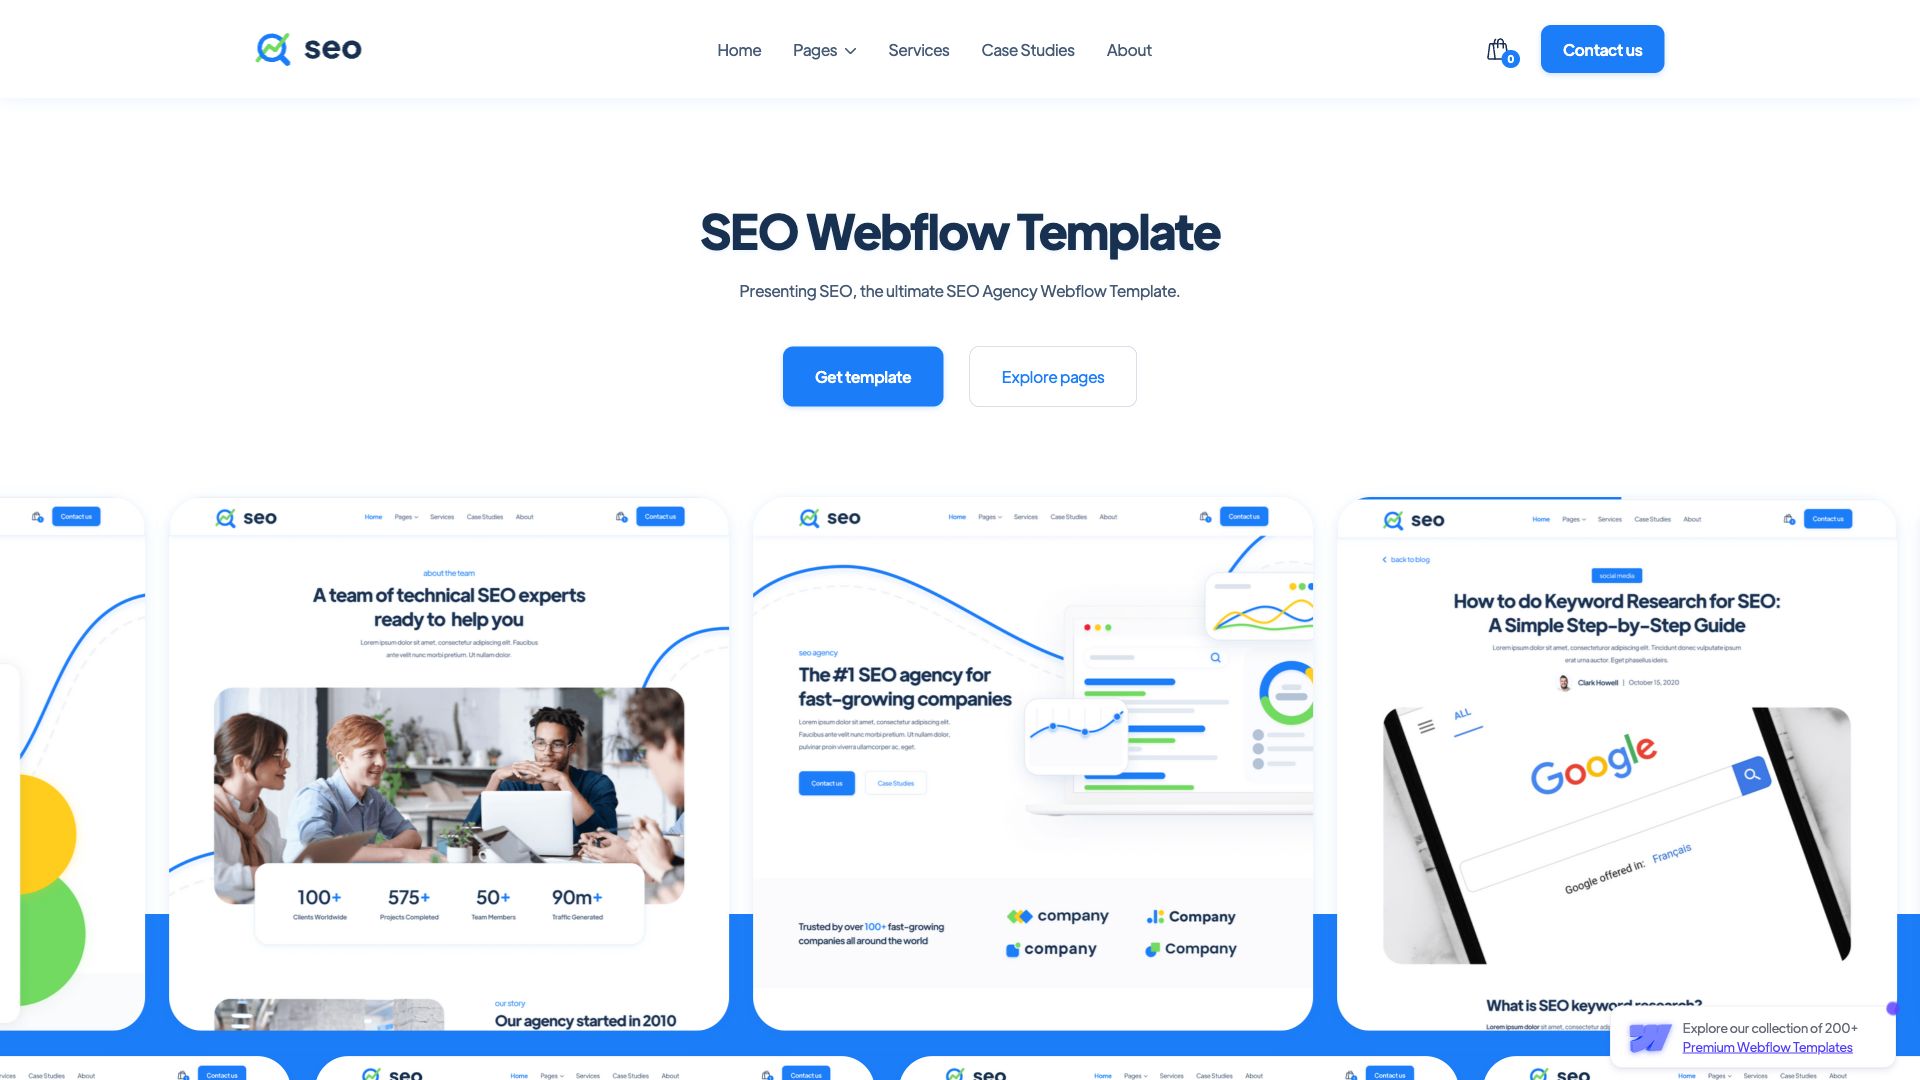 seo
Home
Pages
Services
Case Studies
About
0
Contact us
SEO Webflow Template
Presenting SEO, the ultimate SEO Agency Webflow Template.
Get template
Explore pages
Contact us
seo
Home
Pages
Services
Case Studies
About
Contact us
about the team
A team of technical SEO experts
ready to help you
Lorem ipsum dolor sit amet, consectetur adipiscing elit. Faucibus
ante velit nunc morbi pretium. Ut nullam dolor.
100+
Clients Worldwide
575+
Projects Completed
50+
Team Members
90m+
Traffic Generated
our story
Our agency started in 2010
seo
Home
Pages
Services
Case Studies
About
Contact us
seo agency
The #1 SEO agency for
fast-growing companies
Lorem ipsum dolor sit amet, consectetur adipiscing elit.
Faucibus ante velit nunc morbi pretium. Ut nullam dolor,
pulvinar proin viverra ullamcorper ac, eget.
Contact us
Case Studies
Trusted by over 100+ fast-growing
companies all around the world
company
Company
company
Company
seo
Home
Pages
Services
Case Studies
About
Contact us
back to blog
social media
How to do Keyword Research for SEO:
A Simple Step-by-Step Guide
Lorem ipsum dolor sit amet, consecteturor adipiscing elit. Tincidunt donec vulputate ipsum
erat urna auctor. Eget phasellus ideirs.
Clark Howell | October 15, 2020
ALL
Google
Google offered in: Français
What is SEO keyword research?
Lorem ipsum dolor sit amet, consectetur adipiscing
Explore our collection of 200+
Premium Webflow Templates
Case Studies
About
Contact us
seo
Home
Pages
Services
Case Studies
About
Contact us
seo
Home
Pages
Services
Case Studies
About
Contact us
seo
Home
Pages
Services
Case Studies
About